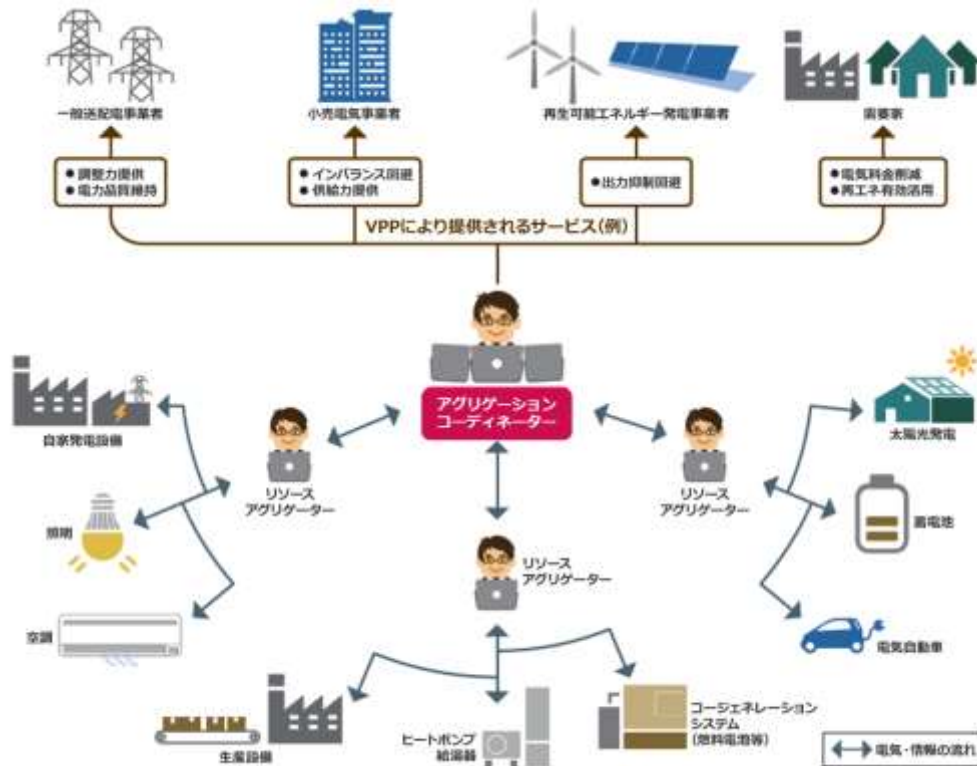 一般送配電事業者
小売電気事業者
再生可能エネルギー発電事業者
需要家
●調整力提供
●電力品質維持
●インバランス回避
●供給力提供
●出力抑制回避
●電気料金削減
●再エネ有効活用
VPPにより提供されるサービス(例)
アグリゲーション
コーディネーター
自家発電設備
リソース
アグリゲーター
リソース
アグリゲーター
太陽光発電
照明
蓄電池
リソース
アグリゲーター
空調
電気自動車
生産設備
ヒートポンプ
給湯器
コージェネレーション
システム
(燃料電池等)
電気・情報の流れ